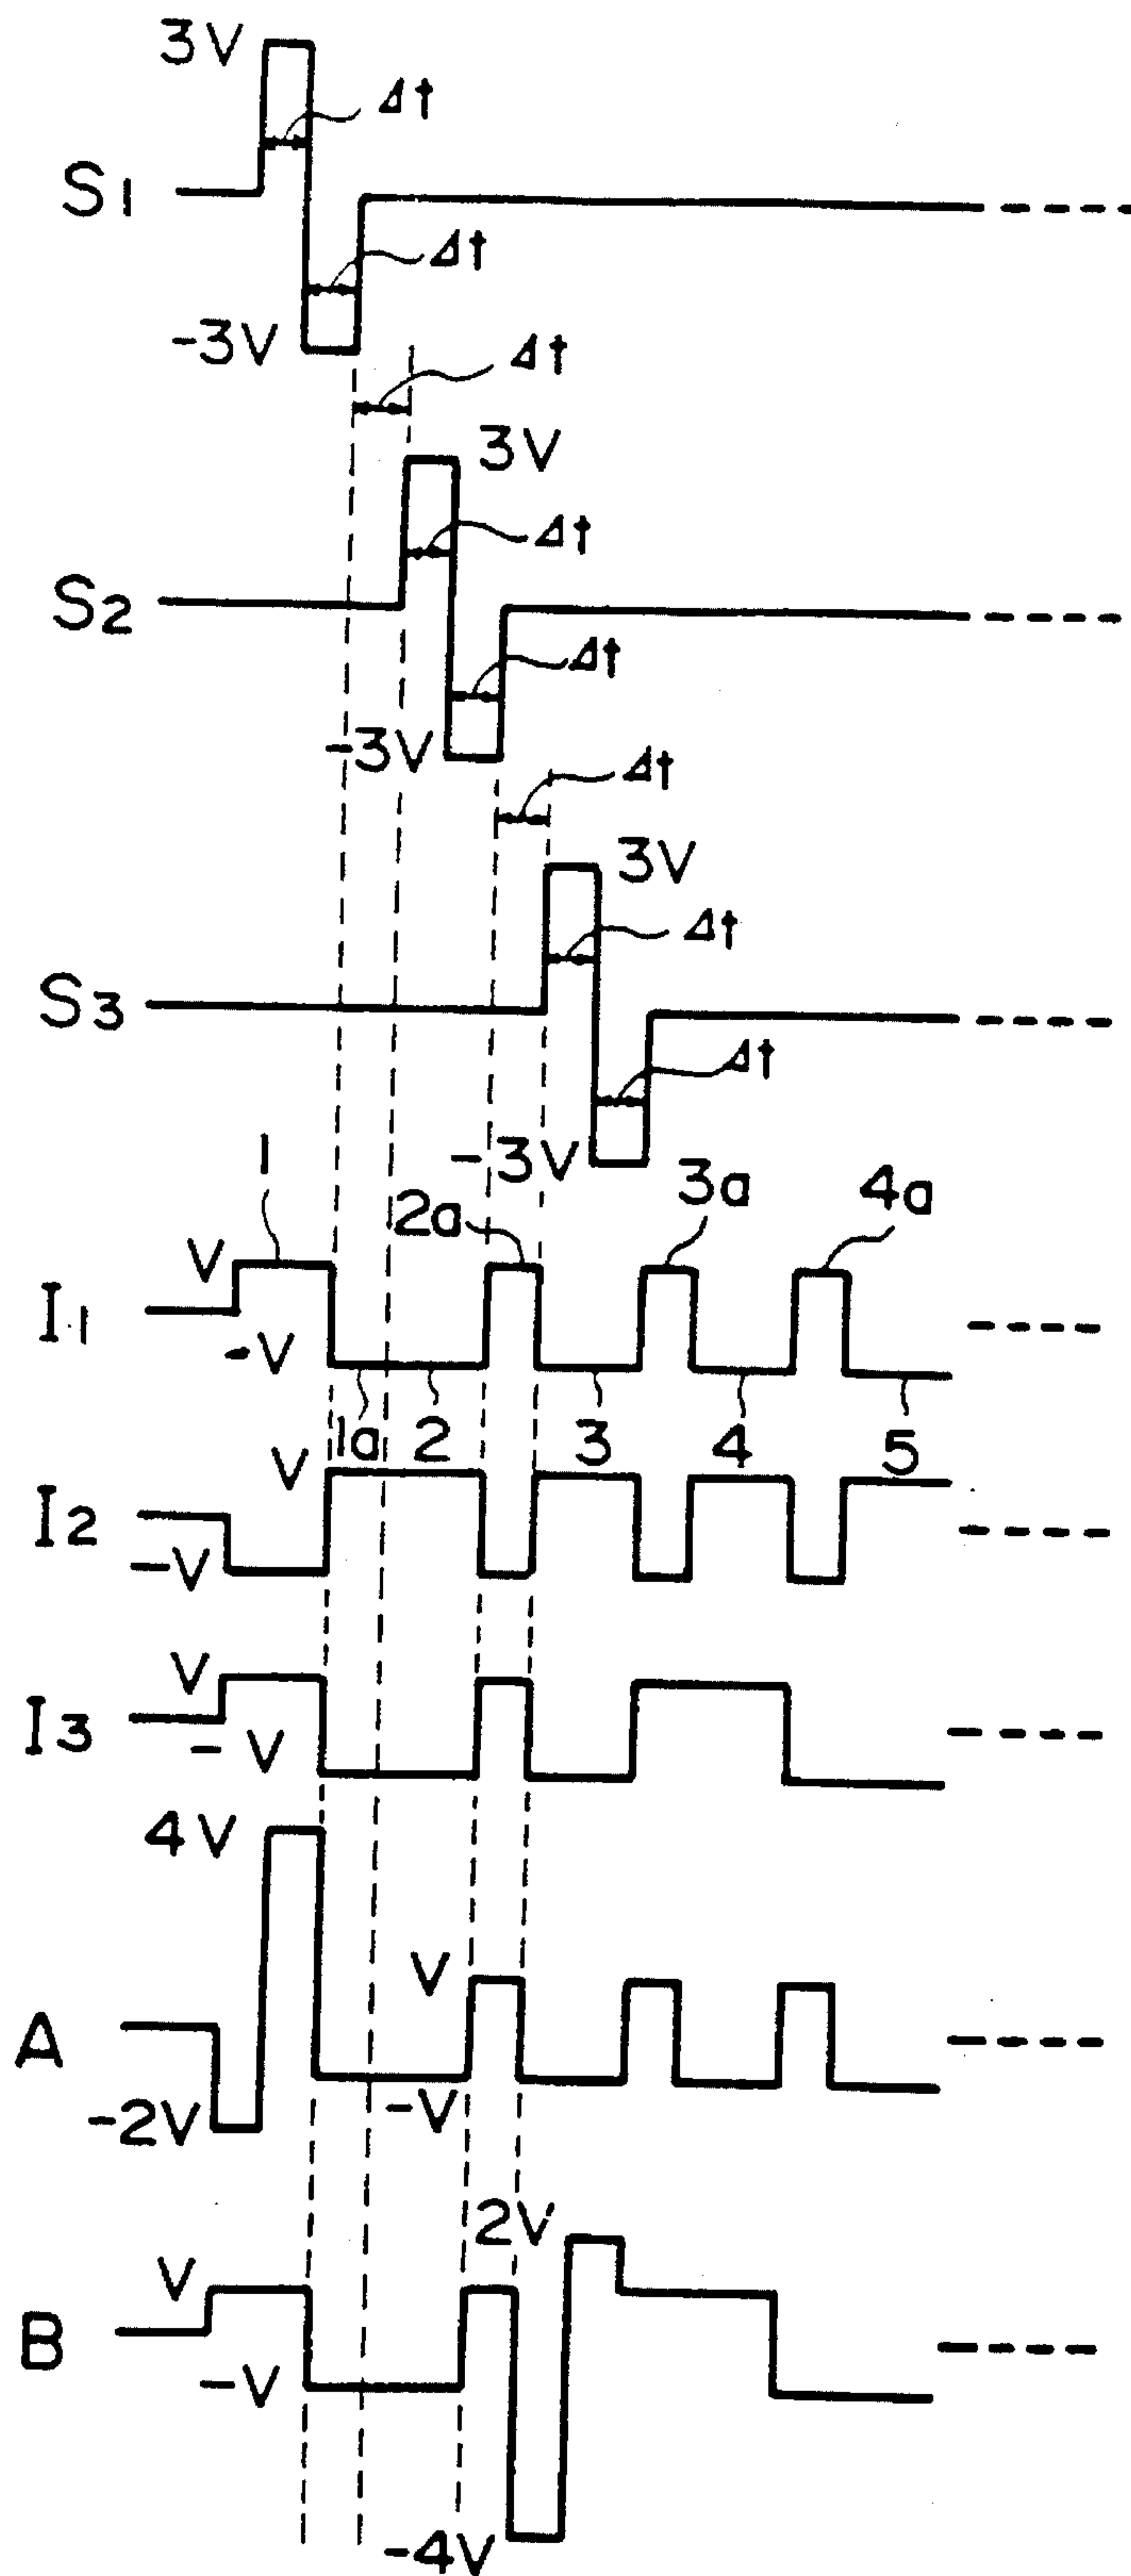 3V
Δt
S1
Δt
-3V
Δt
3V
Δt
S2
Δt
-3V
Δt
3V
Δt
S3
Δt
-3V
1
2a
3a
4a
V
I1
-V
1a
2
3
4
5
V
I2
-V
V
I3
-V
4V
V
A
-V
-2V
2V
V
B
-V
-4V